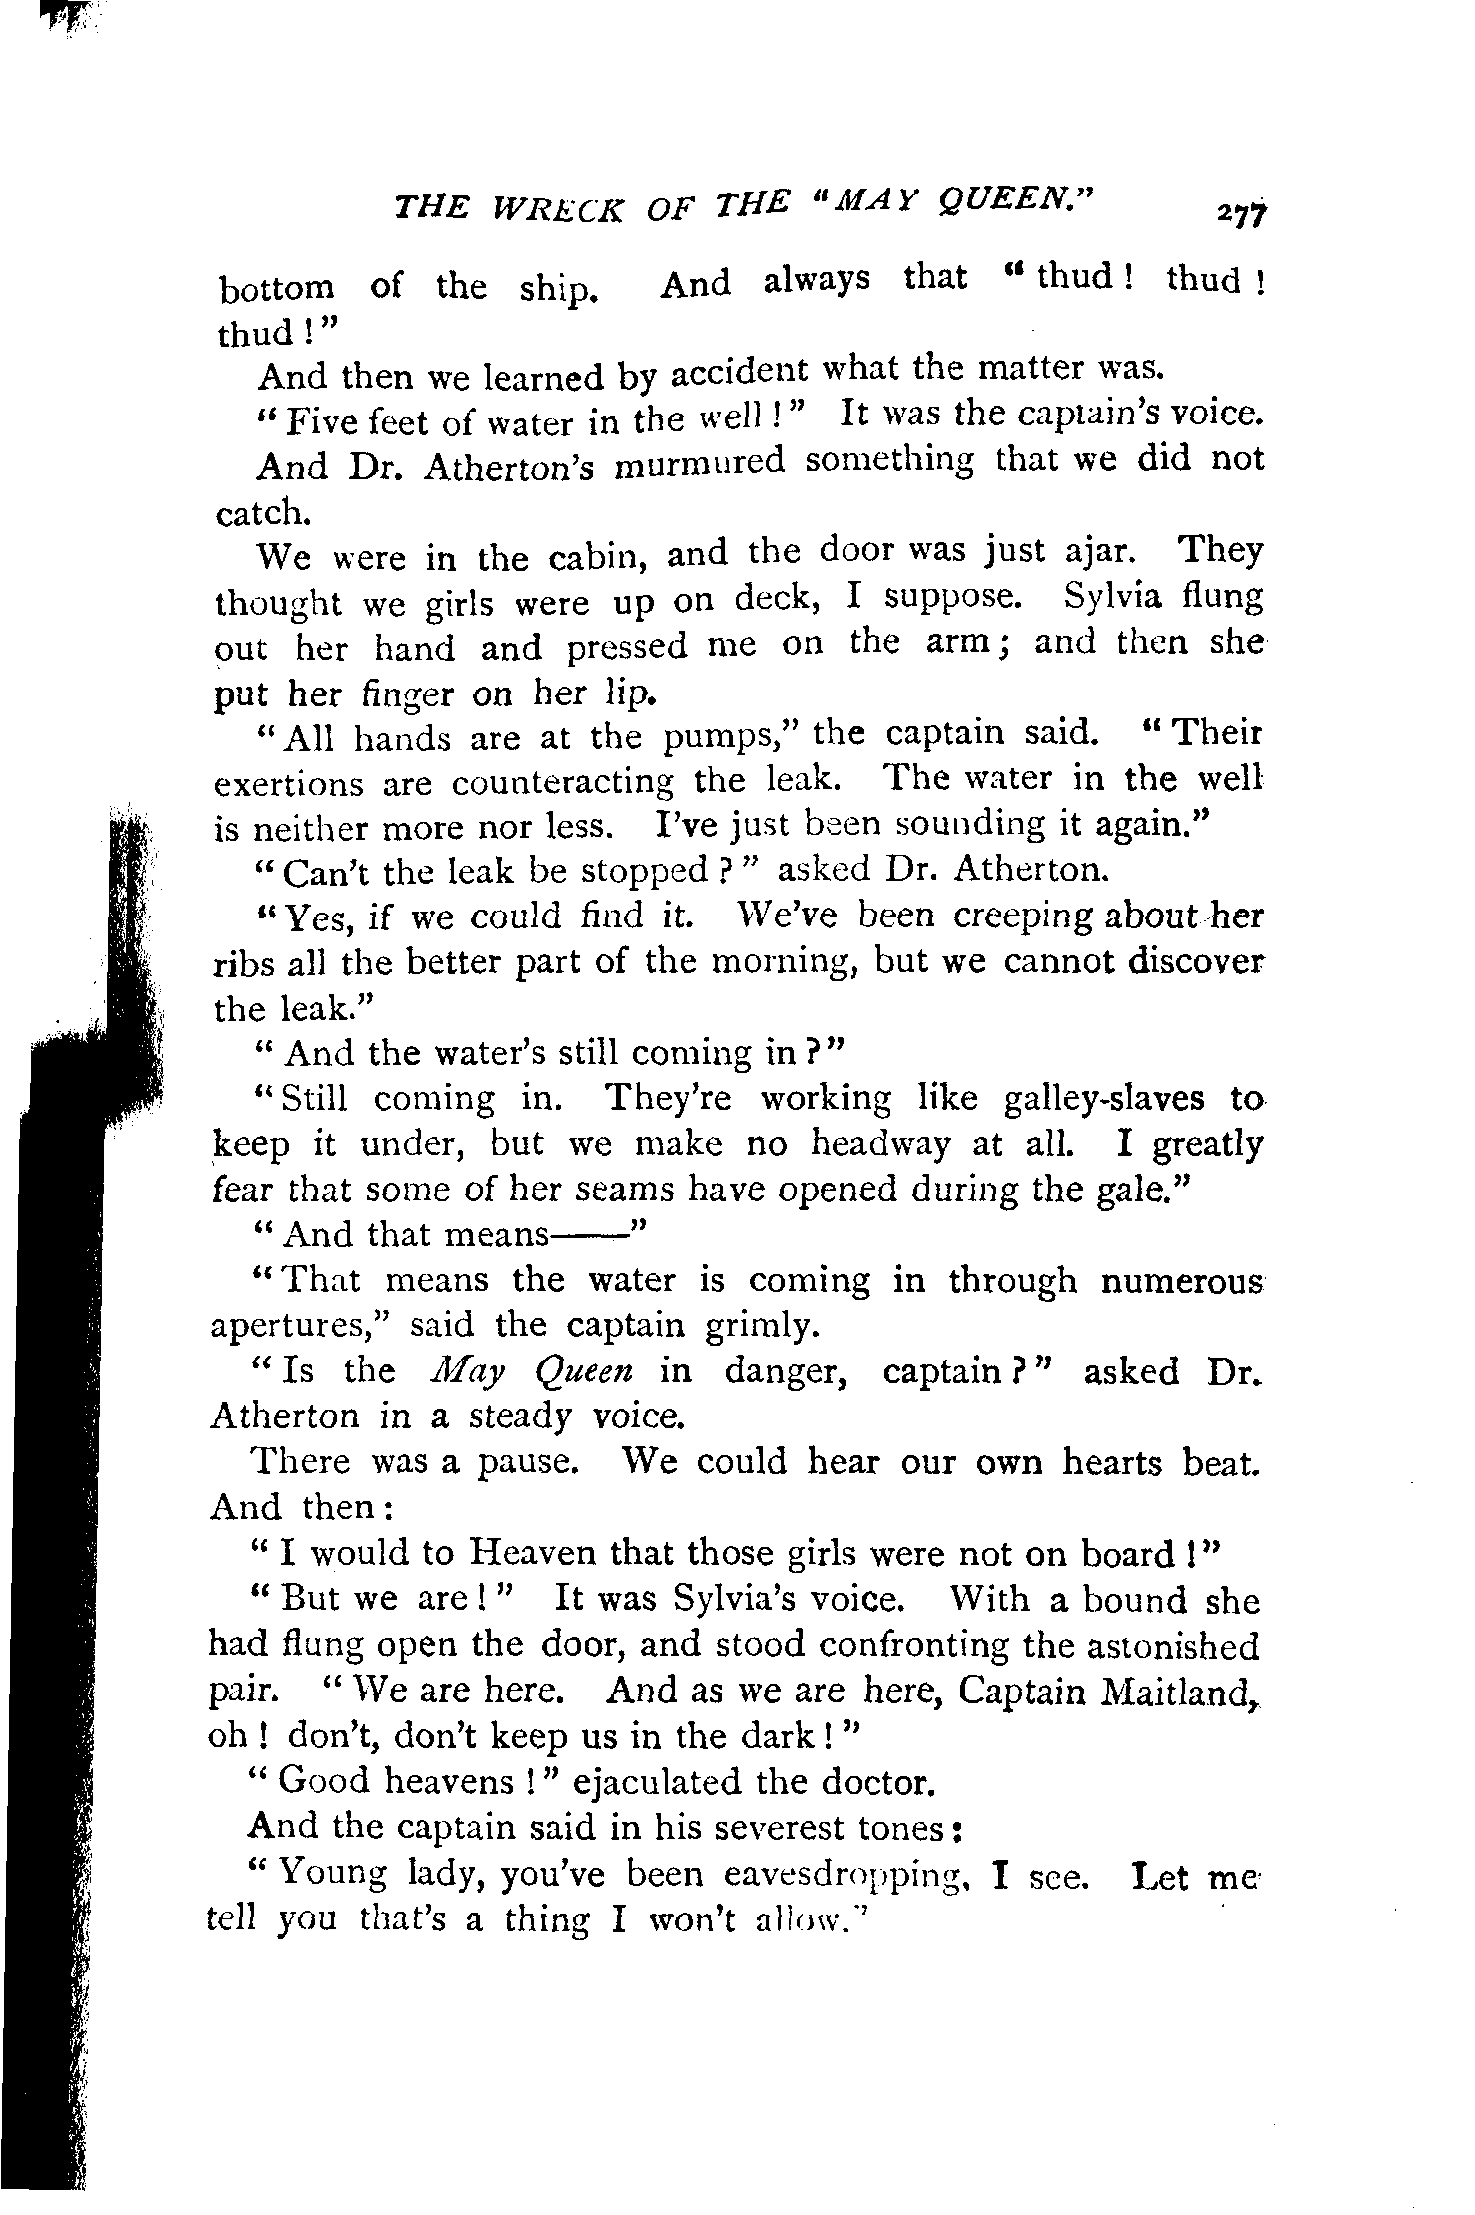 THE WRECK OF THE "MAY QUEEN." 277
bottom of the ship. And always that "thud! thud!
thud!"
And then we learned by accident what the matter was.
"Five feet of water in the well!" It was the captain's voice.
And Dr. Atherton's murmured something that we did not
catch.
We were in the cabin, and the door was just ajar. They
thought we girls were up on deck, I suppose. Sylvia flung
out her hand and pressed me on the arm; and then she
put her finger on her lip.
"All hands are at the pumps," the captain said. "Their
exertions are counteracting the leak. The water in the well
is neither more nor less. I've just been sounding it again."
"Can't the leak be stopped?" asked Dr. Atherton.
"Yes, if we could find it. We've been creeping about her
ribs all the better part of the morning, but we cannot discover
the leak."
"And the water's still coming in?"
"Still coming in. They're working like galley-slaves to
keep it under, but we make no headway at all. I greatly
fear that some of her seams have opened during the gale."
"And that means——"
"That means the water is coming in through numerous
apertures," said the captain grimly.
"Is the May Queen in danger, captain?" asked Dr.
Atherton in a steady voice.
There was a pause. We could hear our own hearts beat.
And then:
"I would to Heaven that those girls were not on board!"
"But we are!" It was Sylvia's voice. With a bound she
had flung open the door, and stood confronting the astonished
pair. "We are here. And as we are here, Captain Maitland,
oh! don't, don't keep us in the dark!"
"Good heavens!" ejaculated the doctor.
And the captain said in his severest tones:
"Young lady, you've been eavesdropping, I see. Let me
tell you that's a thing I won't allow."